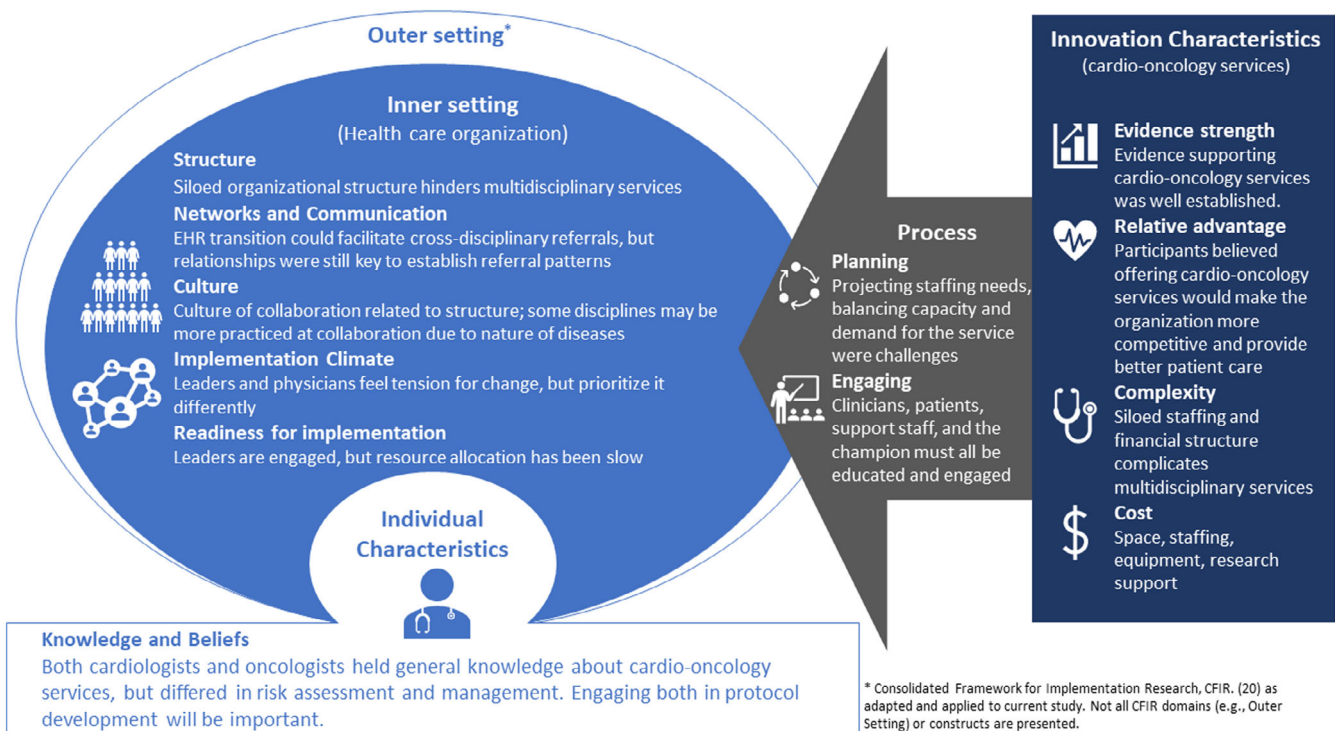 Outer setting*
Inner setting
(Health care organization)
Structure
Siloed organizational structure hinders multidisciplinary services
Networks and Communication
EHR transition could facilitate cross-disciplinary referrals, but
relationships were still key to establish referral patterns
Culture
Culture of collaboration related to structure; some disciplines may be
more practiced at collaboration due to nature of diseases
Implementation Climate
Leaders and physicians feel tension for change, but prioritize it
differently
Readiness for implementation
Leaders are engaged, but resource allocation has been slow
Individual
Characteristics
Knowledge and Beliefs
Both cardiologists and oncologists held general knowledge about cardio-oncology
services, but differed in risk assessment and management. Engaging both in protocol
development will be important.
Process
Planning
Projecting staffing needs,
balancing capacity and
demand for the service
were challenges
Engaging
Clinicians, patients,
support staff, and the
champion must all be
educated and engaged
Innovation Characteristics
(cardio-oncology services)
Evidence strength
Evidence supporting
cardio-oncology services
was well established.
Relative advantage
Participants believed
offering cardio-oncology
services would make the
organization more
competitive and provide
better patient care
Complexity
Siloed staffing and
financial structure
complicates
multidisciplinary services
Cost
Space, staffing,
equipment, research
support
* Consolidated Framework for Implementation Research, CFIR. (20) as
adapted and applied to current study. Not all CFIR domains (e.g., Outer
Setting) or constructs are presented.